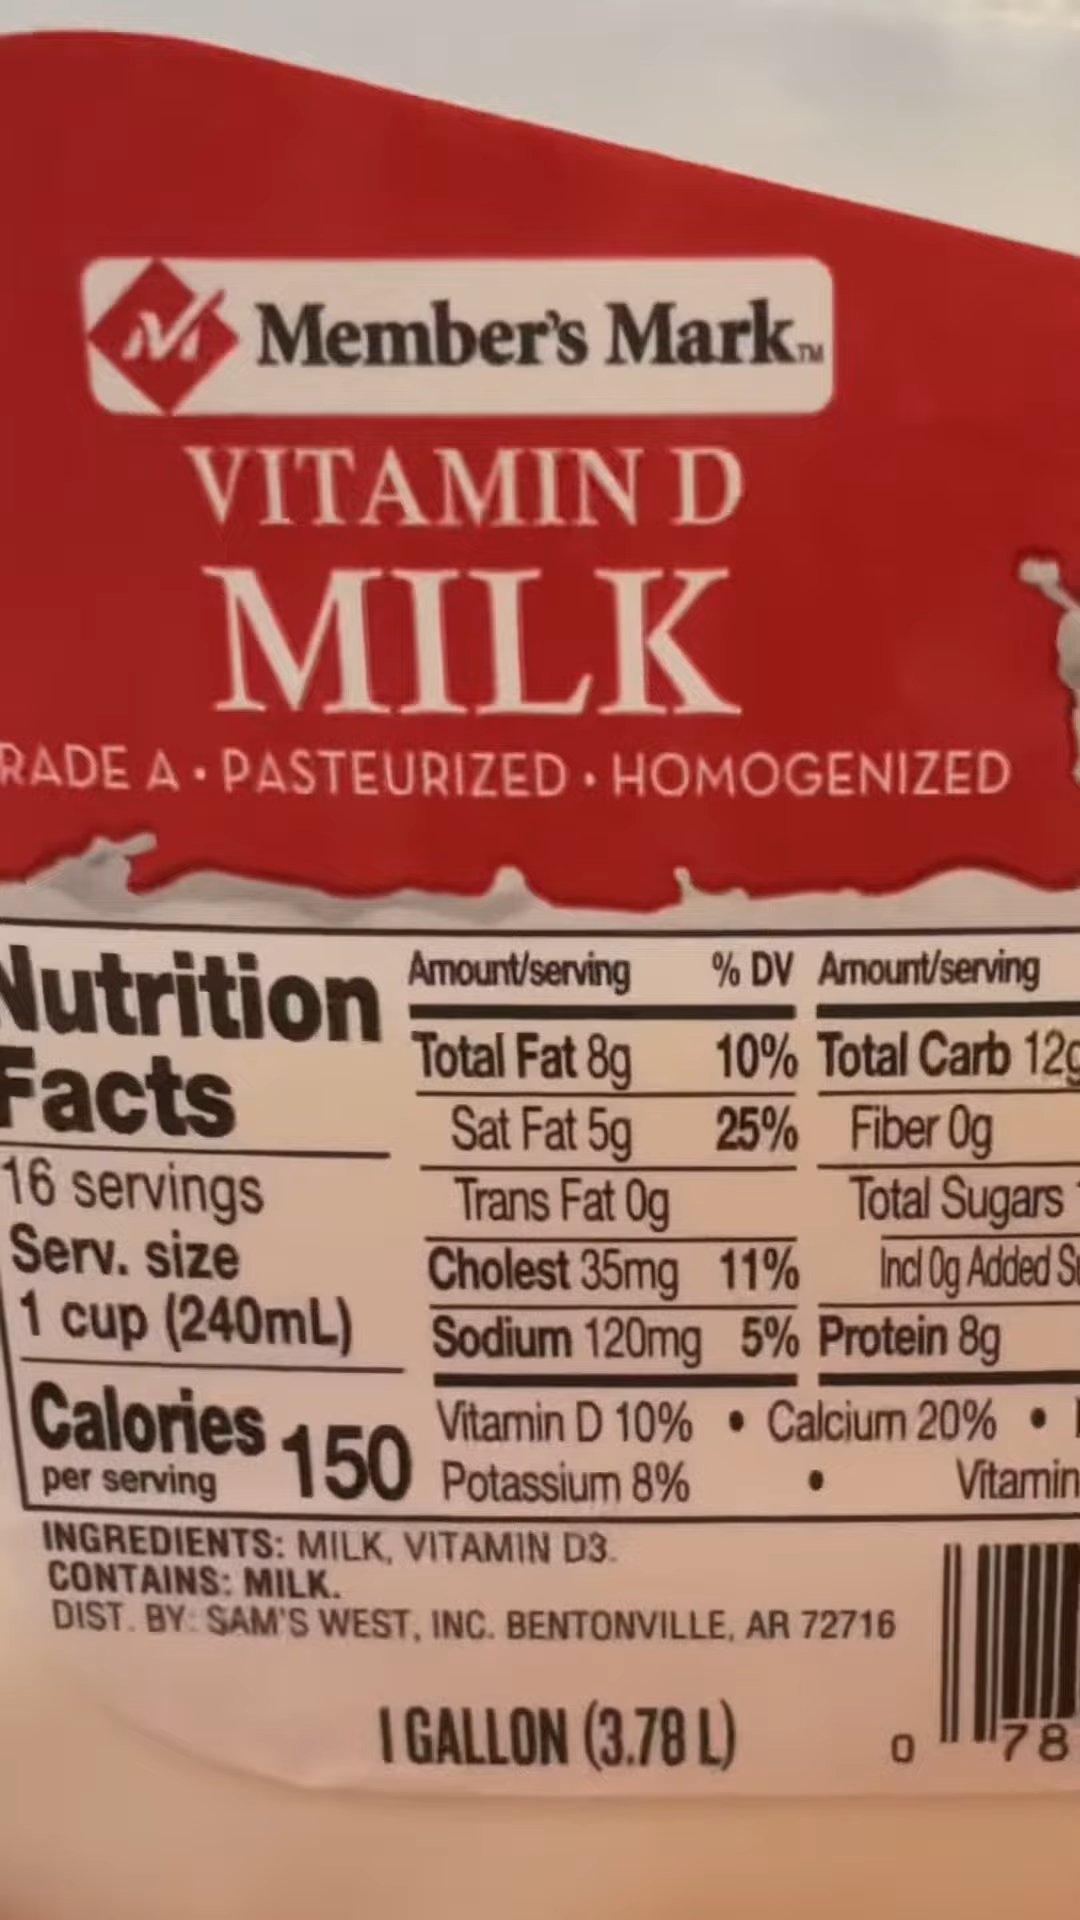 Member's Mark™
VITAMIN D
MILK
RADE A • PASTEURIZED • HOMOGENIZED
Nutrition
Facts
16 servings
Serv. size
1 cup (240mL)
Calories 150
per serving
Amount/serving % DV
Total Fat 8g 10%
Sat Fat 5g 25%
Trans Fat 0g
Cholest 35mg 11%
Sodium 120mg 5%
Amount/serving
Total Carb 12g
Fiber 0g
Total Sugars
Incl 0g Added
Protein 8g
Vitamin D 10% • Calcium 20% •
Potassium 8% • Vitamin
INGREDIENTS: MILK, VITAMIN D3.
CONTAINS: MILK.
DIST. BY: SAM'S WEST, INC. BENTONVILLE, AR 72716
1 GALLON (3.78 L)
0 78